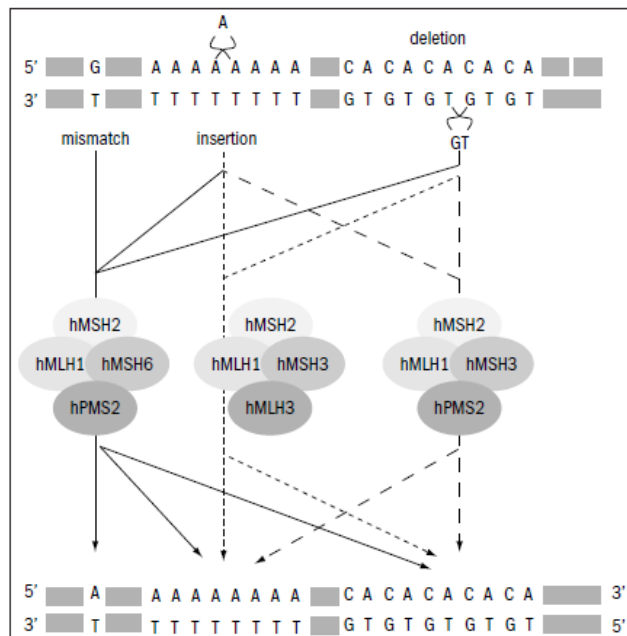 A
deletion
5' G A A A A A A A A C A C A C A C A C A
3' T T T T T T T T T G T G T G T G T G T
mismatch insertion GT
hMSH2 hMSH2 hMSH2
hMLH1 hMSH6 hMLH1 hMSH3 hMLH1 hMSH3
hPMS2 hMLH3 hPMS2
5' A A A A A A A A A C A C A C A C A C A 3'
3' T T T T T T T T T G T G T G T G T G T 5'